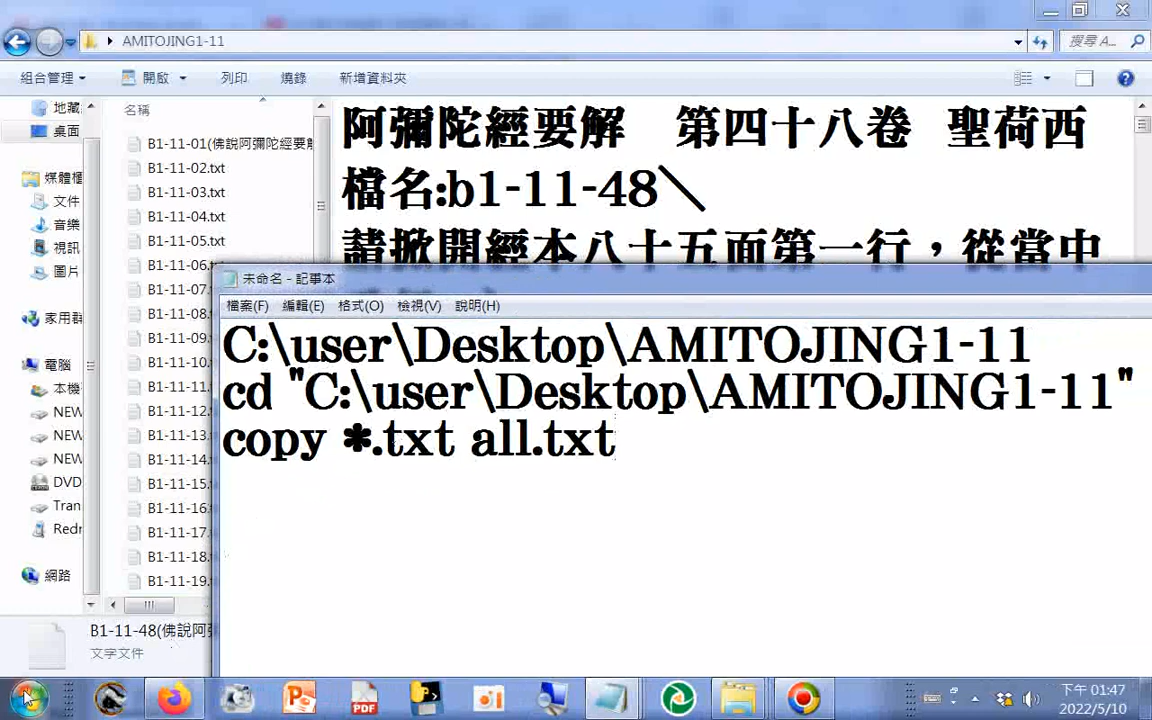 AMITOJING1-11
搜尋 A...
組合管理
開啟
列印
燒錄
新增資料夾
地藏
桌面
媒體櫃
文件
音樂
視訊
圖片
家用群
電腦
本機
NEW
NEW
NEW
DVD
Tran
Redr
網路
名稱
B1-11-01(佛說阿彌陀經要解
B1-11-02.txt
B1-11-03.txt
B1-11-04.txt
B1-11-05.txt
B1-11-06.tx
B1-11-07.
B1-11-08.
B1-11-09.
B1-11-10.
B1-11-11.
B1-11-12.
B1-11-13.
B1-11-14.
B1-11-15.
B1-11-16.
B1-11-17.
B1-11-18.
B1-11-19.
阿彌陀經要解 第四十八卷 聖荷西
檔名:b1-11-48＼
請掀開經本八十五面第一行，從當中
未命名 - 記事本
檔案(F) 編輯(E) 格式(O) 檢視(V) 說明(H)
C:\user\Desktop\AMITOJING1-11
cd "C:\user\Desktop\AMITOJING1-11"
copy *.txt all.txt
B1-11-48(佛說阿彌
文字文件
下午 01:47
2022/5/10